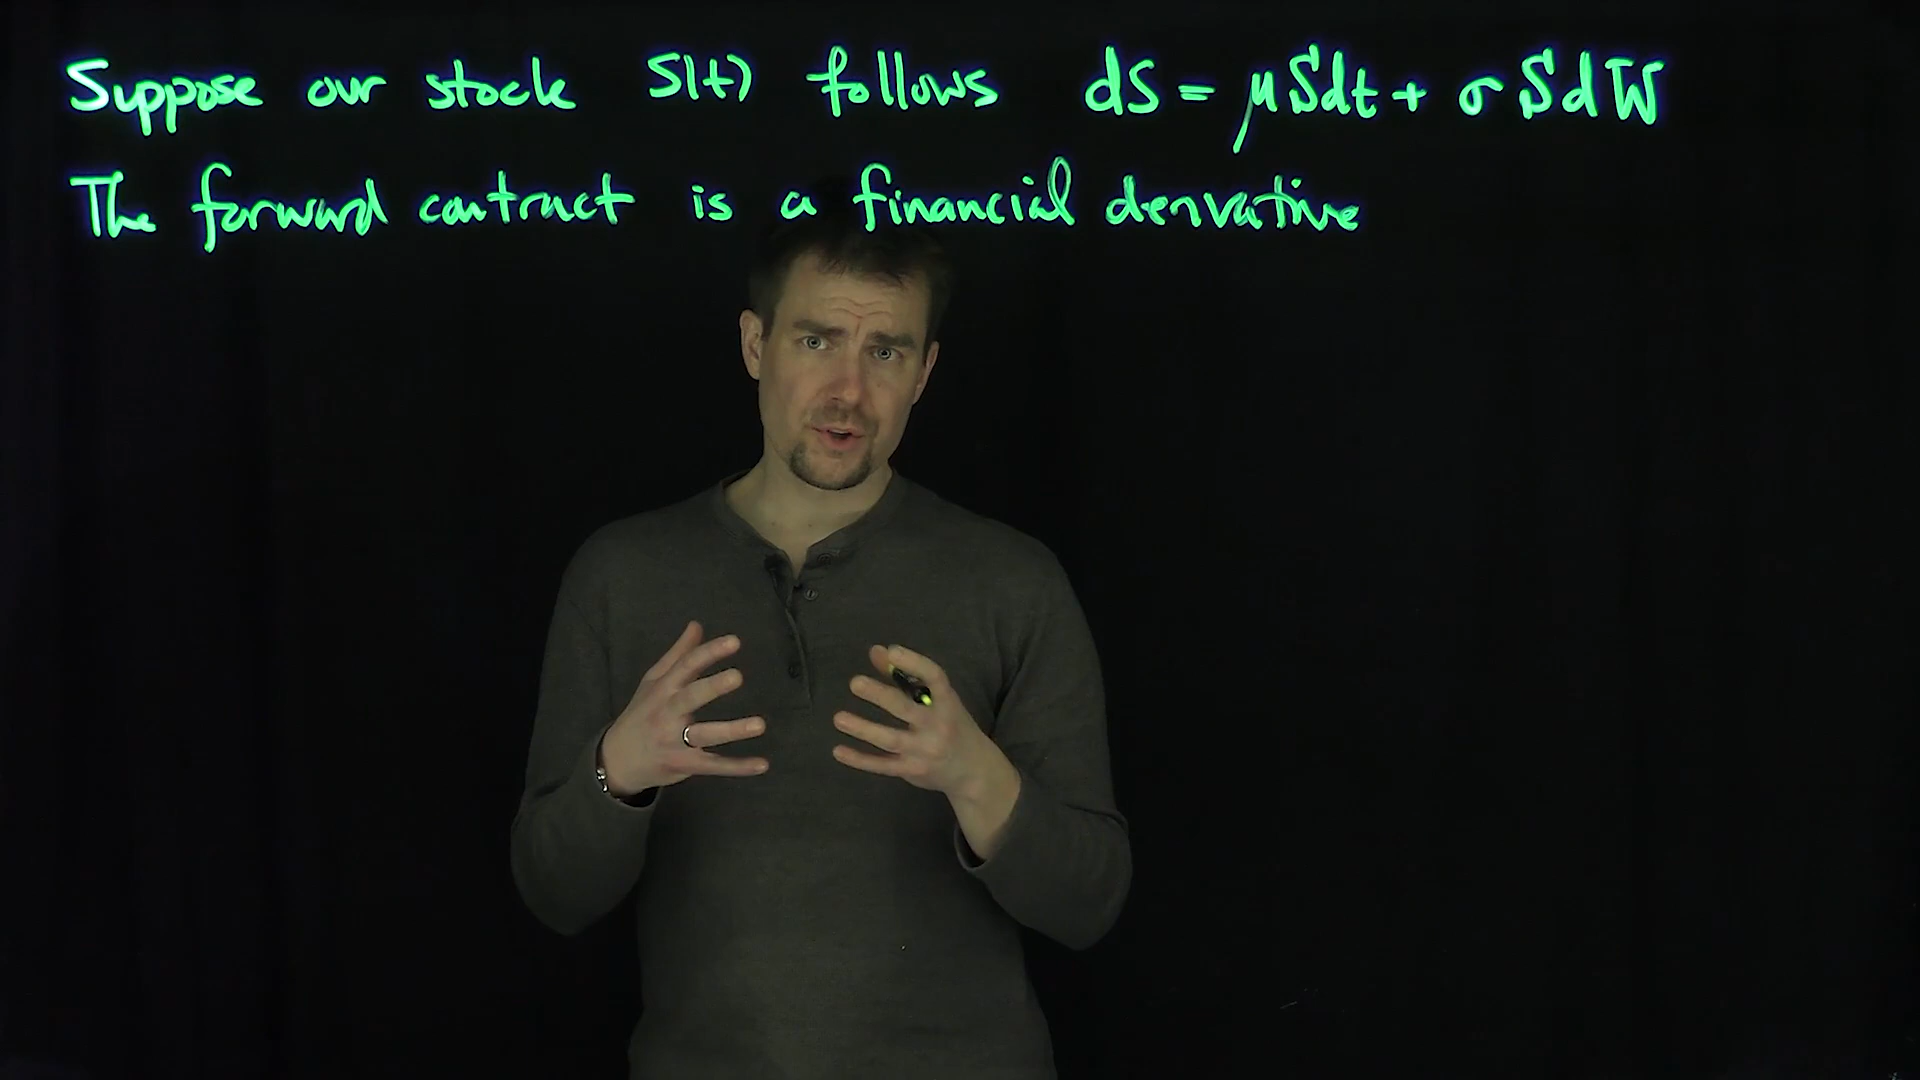 Suppose our stock S(t) follows dS = μSdt + σSdW
The forward contract is a financial derivative